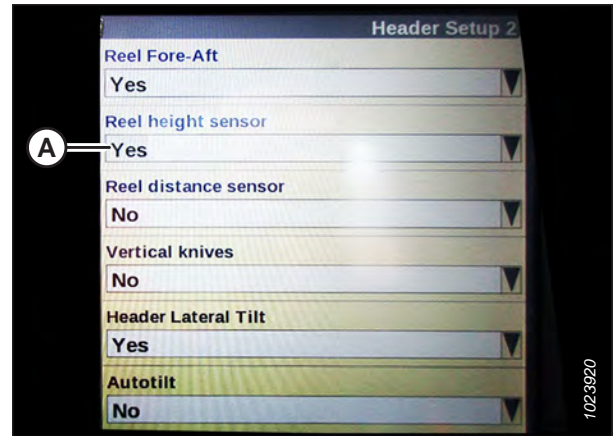 Header Setup 2
Reel Fore-Aft
Yes
Reel height sensor
A
Yes
Reel distance sensor
No
Vertical knives
No
Header Lateral Tilt
Yes
Autotilt
No
1023920